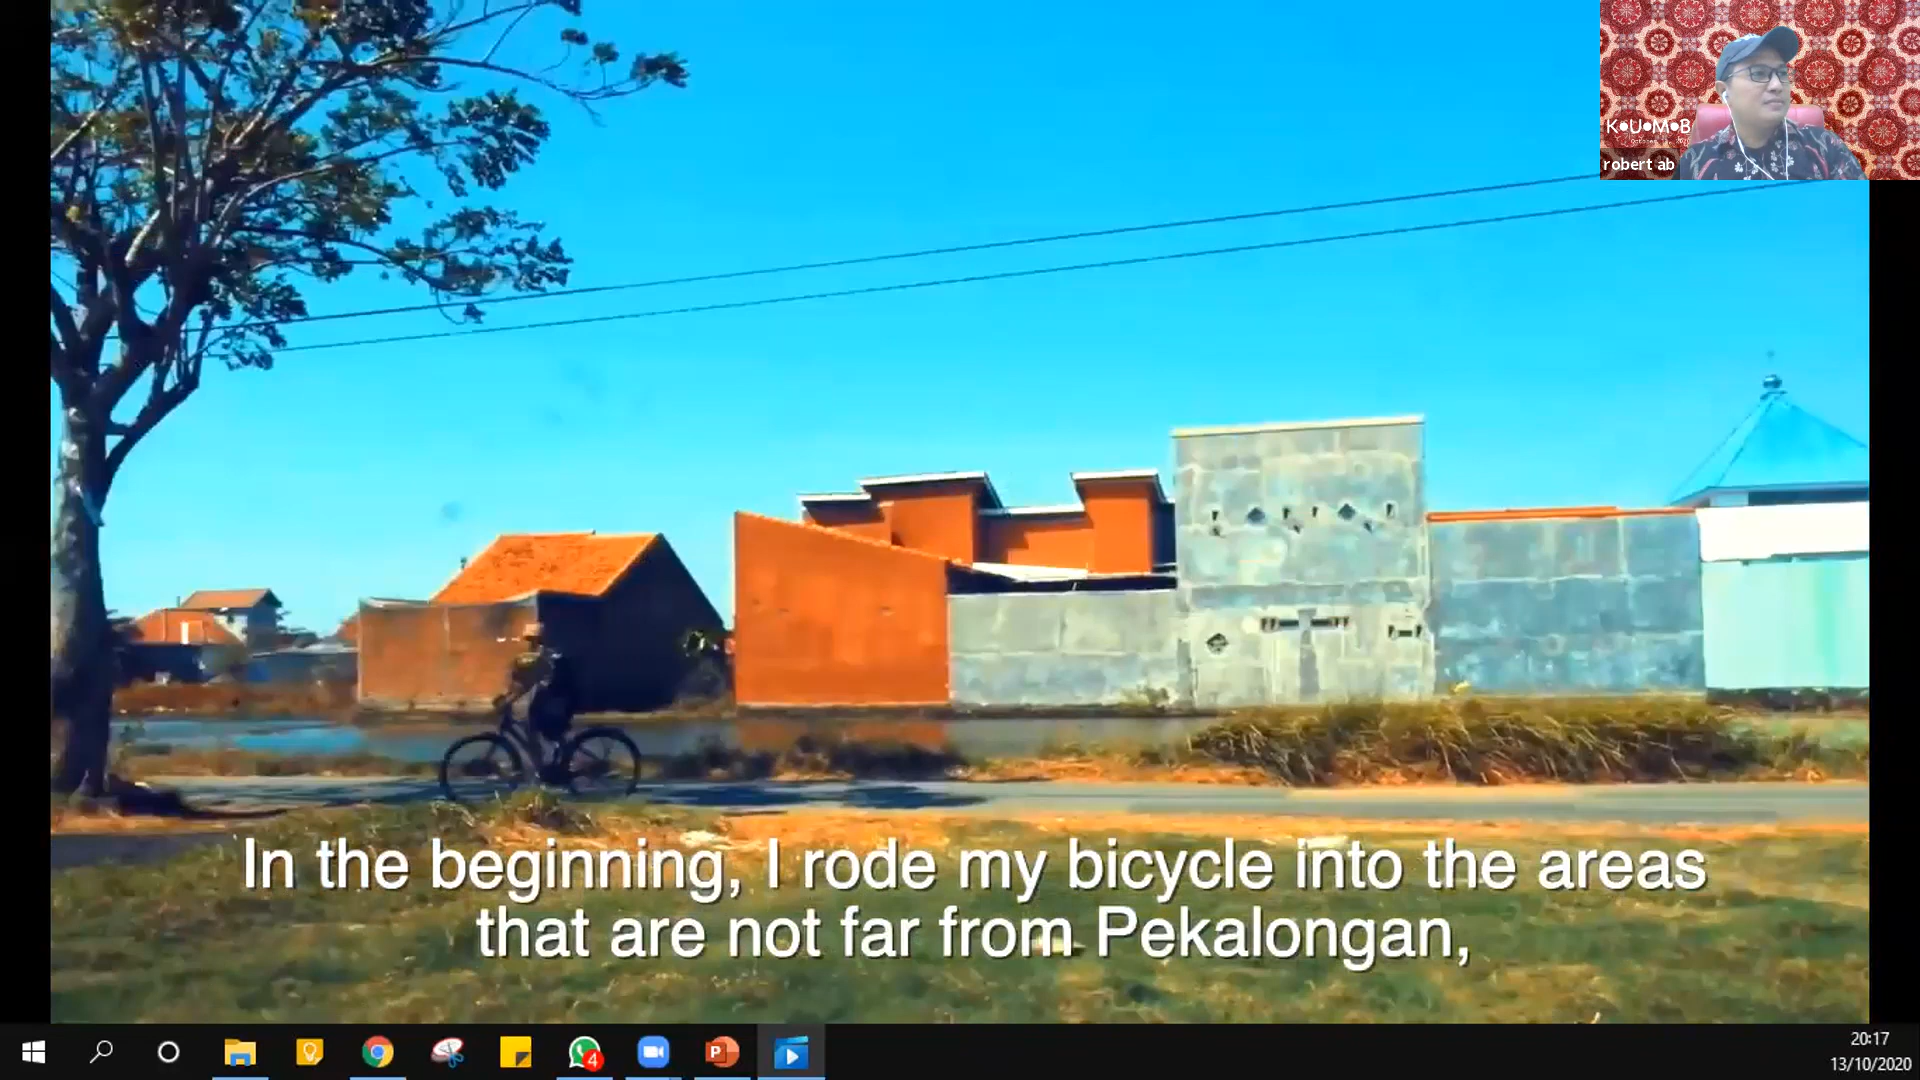 K•U•M•B
robert ab
In the beginning, I rode my bicycle into the areas
that are not far from Pekalongan,
4
20:17
13/10/2020